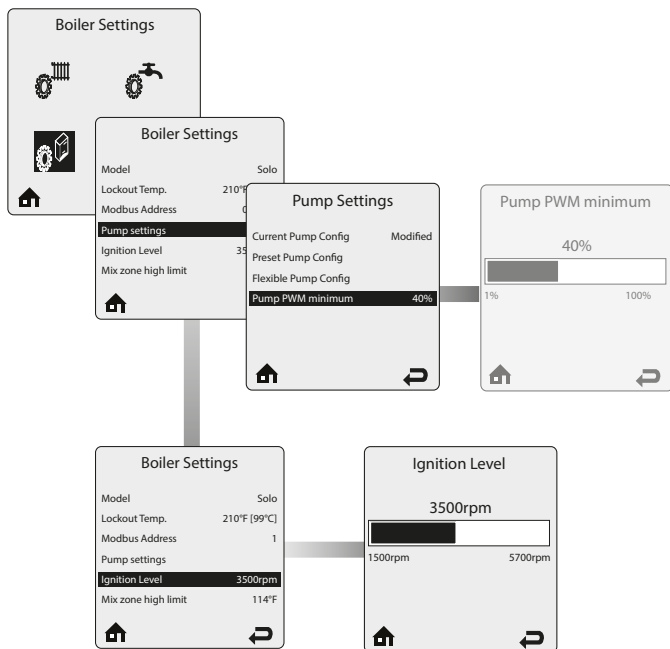 Boiler Settings
Boiler Settings
Model Solo
Lockout Temp. 210°F
Modbus Address
Pump settings
Ignition Level 35
Mix zone high limit
Pump Settings
Current Pump Config Modified
Preset Pump Config
Flexible Pump Config
Pump PWM minimum 40%
Pump PWM minimum
40%
1% 100%
Boiler Settings
Model Solo
Lockout Temp. 210°F [99°C]
Modbus Address 1
Pump settings
Ignition Level 3500rpm
Mix zone high limit 114°F
Ignition Level
3500rpm
1500rpm 5700rpm